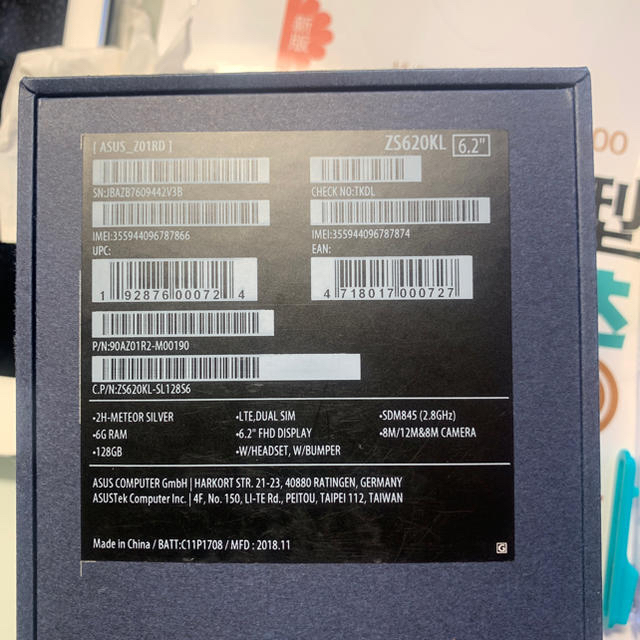 新版
00
型
[ ASUS_Z01RD ]
ZS620KL 6.2"
SN:JBAZB7609442V3B
CHECK NO:TKDL
IMEI:355944096787866
IMEI:355944096787874
UPC:
EAN:
1 92876 00072 4
4 718017 000727
P/N:90AZ01R2-M00190
C.P/N:ZS620KL-SL128S6
•2H-METEOR SILVER
•6G RAM
•128GB
•LTE,DUAL SIM
•6.2" FHD DISPLAY
•W/HEADSET, W/BUMPER
•SDM845 (2.8GHz)
•8M/12M&8M CAMERA
ASUS COMPUTER GmbH | HARKORT STR. 21-23, 40880 RATINGEN, GERMANY
ASUSTek Computer Inc. | 4F, No. 150, LI-TE Rd., PEITOU, TAIPEI 112, TAIWAN
Made in China / BATT:C11P1708 / MFD : 2018.11
G